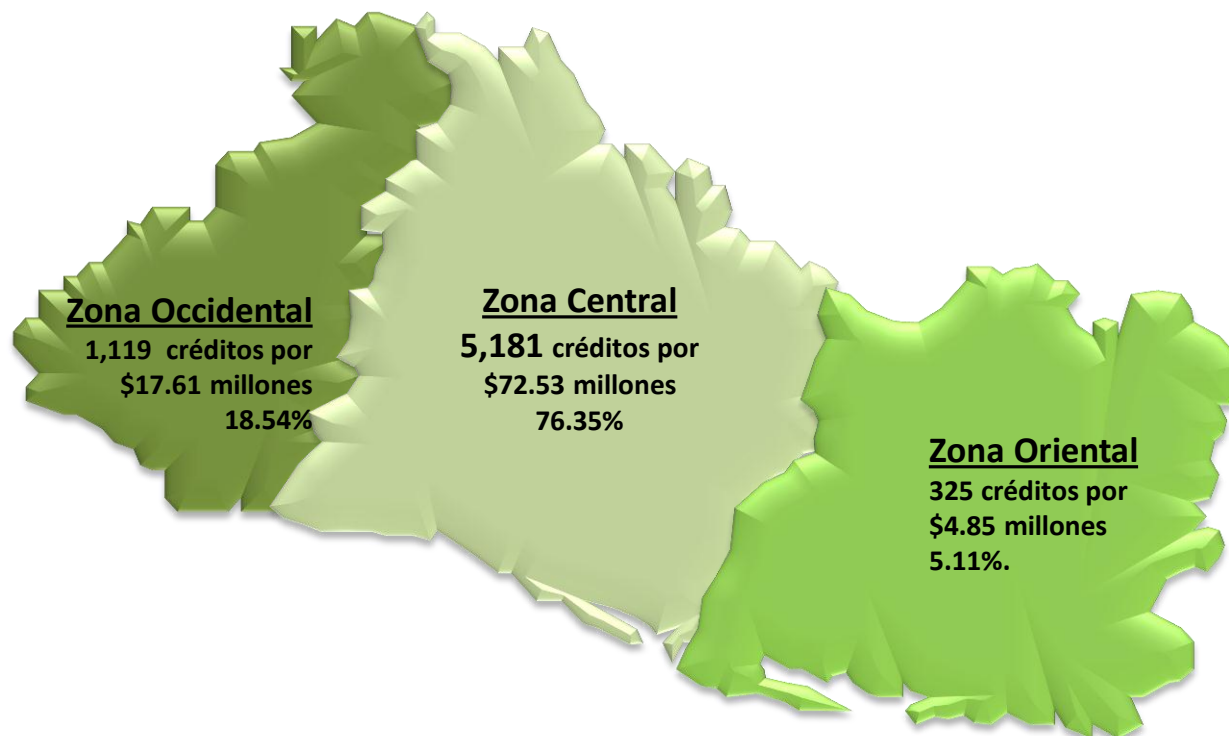 Zona Occidental
1,119 créditos por
$17.61 millones
18.54%
Zona Central
5,181 créditos por
$72.53 millones
76.35%
Zona Oriental
325 créditos por
$4.85 millones
5.11%.